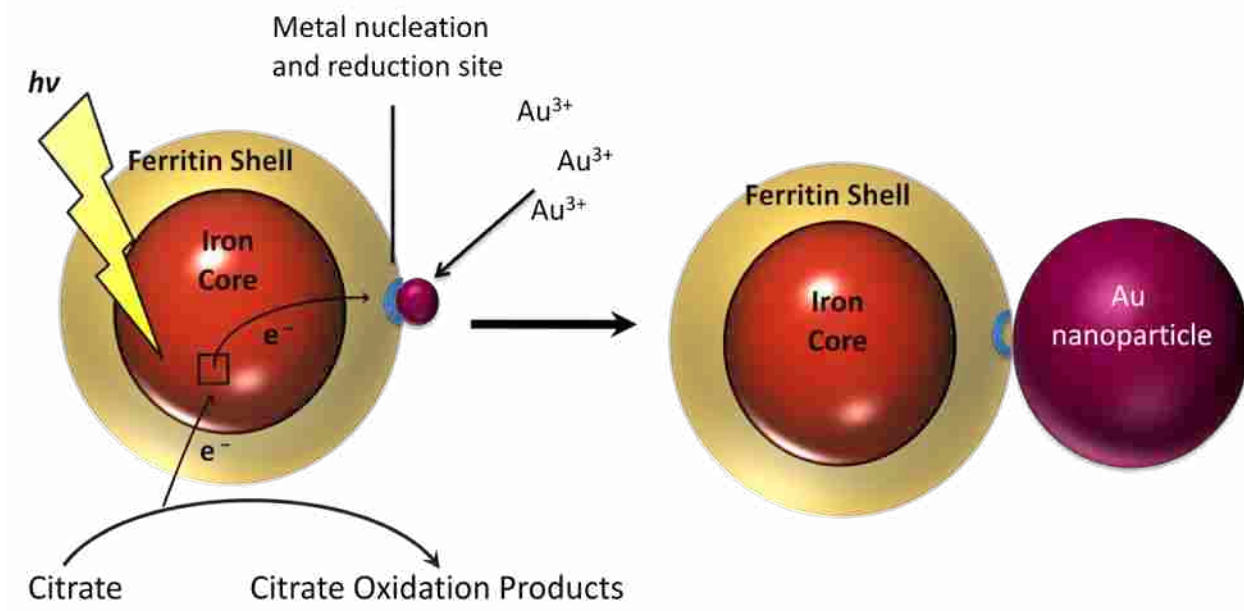 Metal nucleation
and reduction site
hν
Au³⁺
Au³⁺
Au³⁺
Ferritin Shell
Iron
Core
e⁻
e⁻
Citrate
Citrate Oxidation Products
Ferritin Shell
Iron
Core
Au
nanoparticle